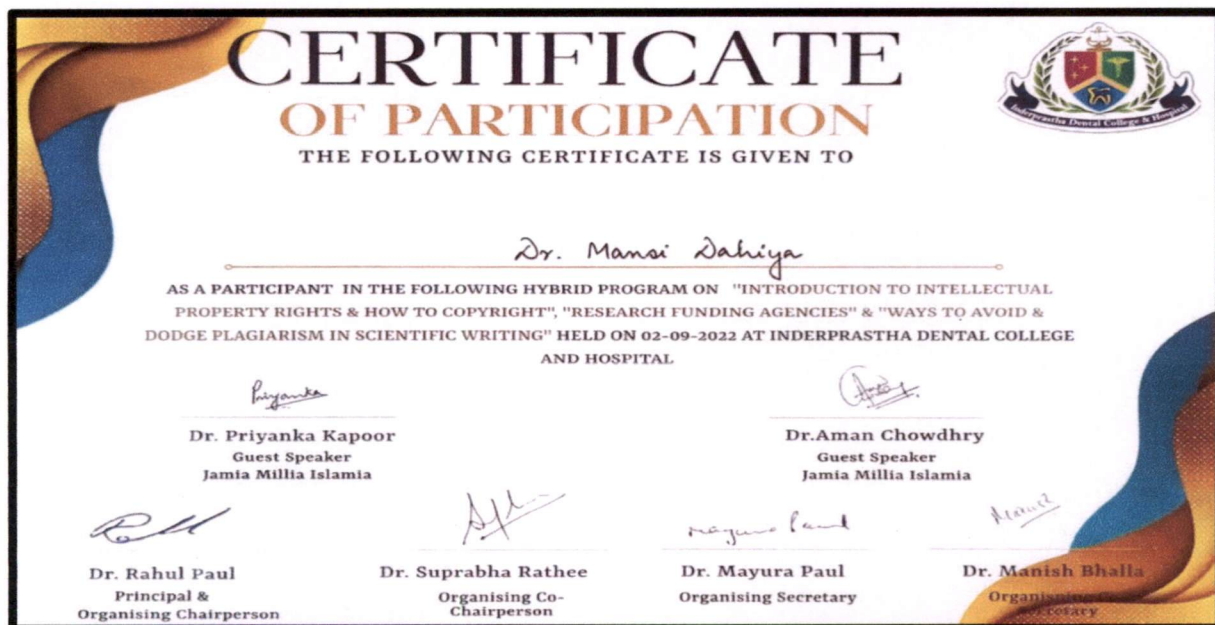 CERTIFICATE
OF PARTICIPATION
THE FOLLOWING CERTIFICATE IS GIVEN TO
Inderprastha Dental College & Hospital
Dr. Mansi Dahiya
AS A PARTICIPANT IN THE FOLLOWING HYBRID PROGRAM ON "INTRODUCTION TO INTELLECTUAL
PROPERTY RIGHTS & HOW TO COPYRIGHT", "RESEARCH FUNDING AGENCIES" & "WAYS TO AVOID &
DODGE PLAGIARISM IN SCIENTIFIC WRITING" HELD ON 02-09-2022 AT INDERPRASTHA DENTAL COLLEGE
AND HOSPITAL
Priyanka
Dr. Priyanka Kapoor
Guest Speaker
Jamia Millia Islamia
Dr.Aman Chowdhry
Guest Speaker
Jamia Millia Islamia
Dr. Rahul Paul
Principal &
Organising Chairperson
Dr. Suprabha Rathee
Organising Co-
Chairperson
Mayura Paul
Dr. Mayura Paul
Organising Secretary
Dr. Manish Bhalla